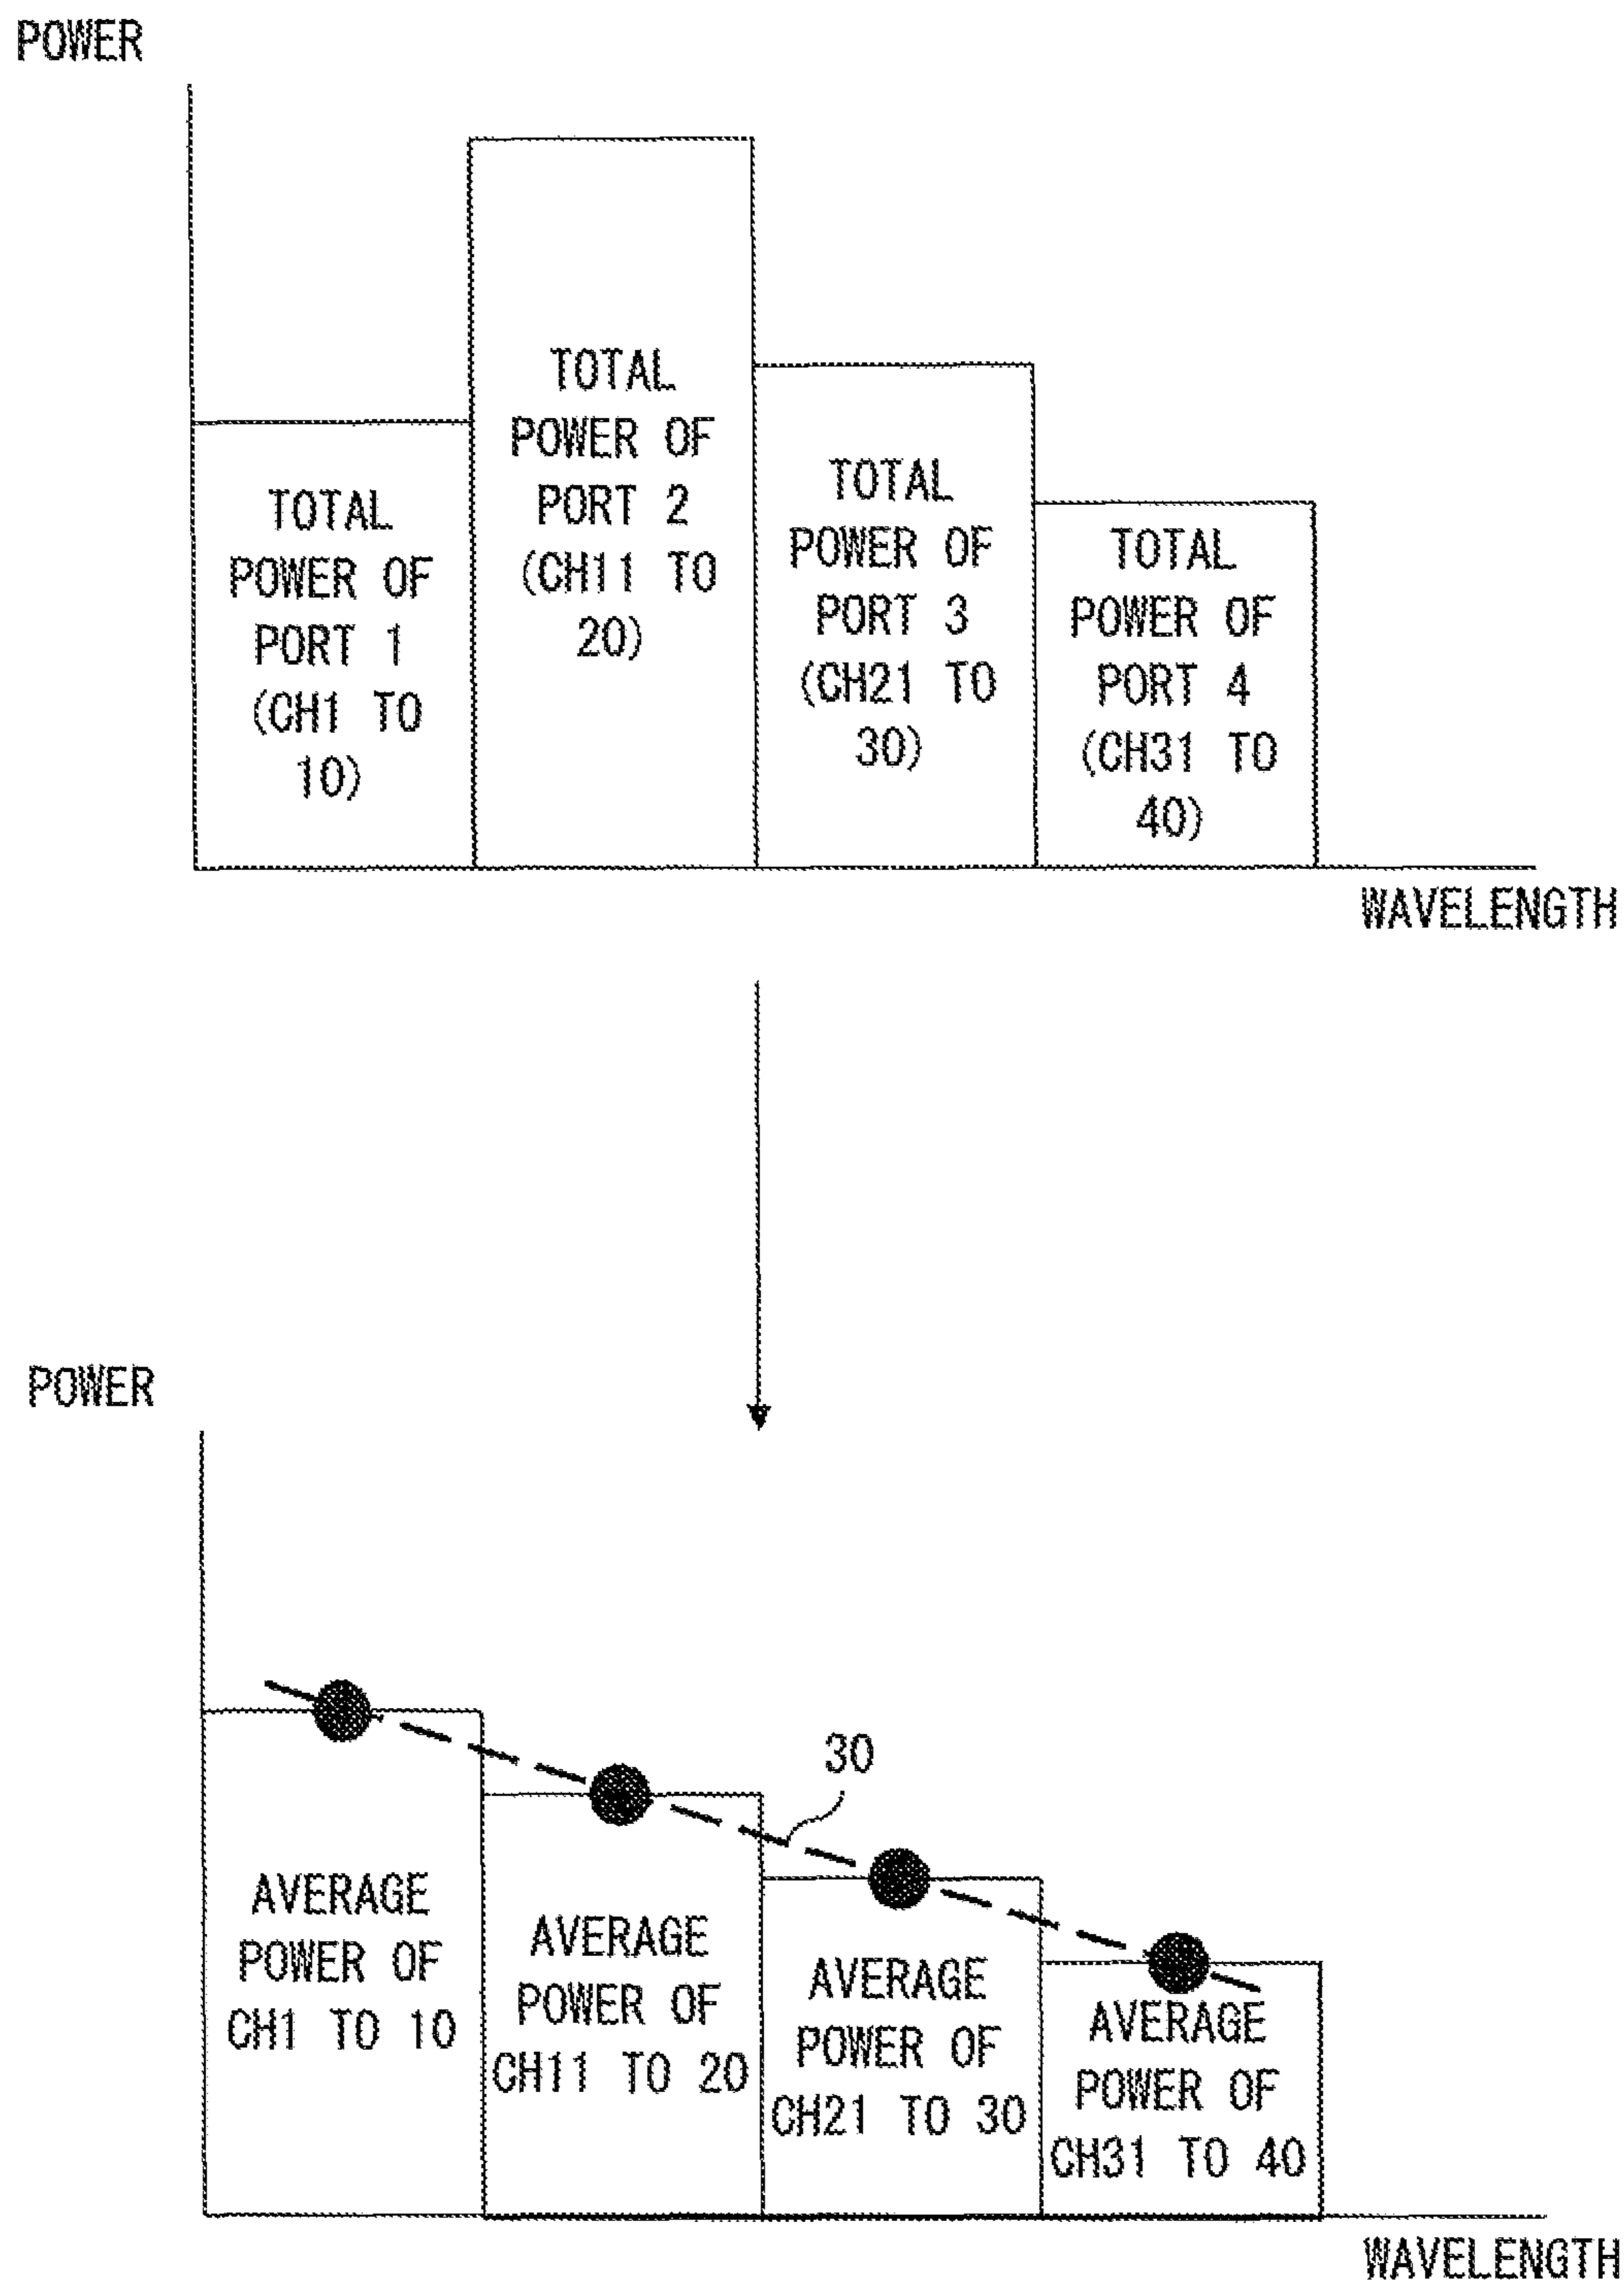 POWER
TOTAL
POWER OF
PORT 1
(CH1 TO
10)
TOTAL
POWER OF
PORT 2
(CH11 TO
20)
TOTAL
POWER OF
PORT 3
(CH21 TO
30)
TOTAL
POWER OF
PORT 4
(CH31 TO
40)
WAVELENGTH
POWER
30
AVERAGE
POWER OF
CH1 TO 10
AVERAGE
POWER OF
CH11 TO 20
AVERAGE
POWER OF
CH21 TO 30
AVERAGE
POWER OF
CH31 TO 40
WAVELENGTH